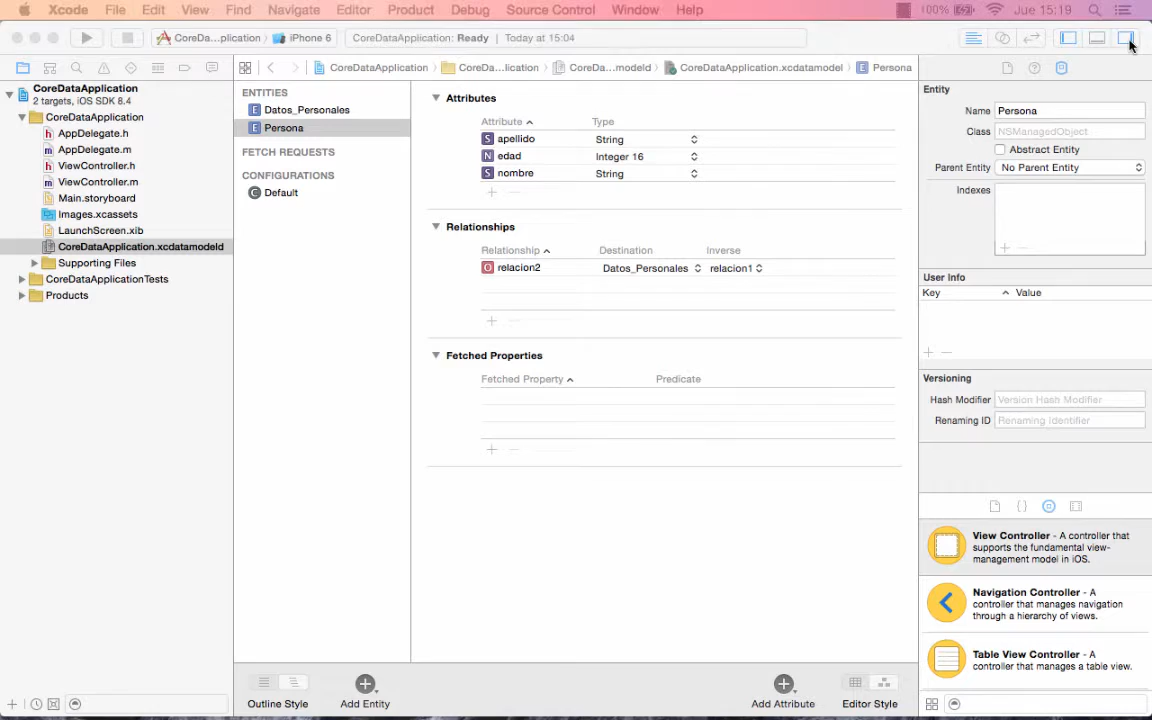 Xcode File Edit View Find Navigate Editor Product Debug Source Control Window Help 100% Jue 15:19
CoreDa...plication iPhone 6 CoreDataApplication: Ready Today at 15:04
CoreDataApplication CoreDa...lication CoreDa...modeld CoreDataApplication.xcdatamodel Persona
CoreDataApplication
2 targets, iOS SDK 8.4
CoreDataApplication
AppDelegate.h
AppDelegate.m
ViewController.h
ViewController.m
Main.storyboard
Images.xcassets
LaunchScreen.xib
CoreDataApplication.xcdatamodeld
Supporting Files
CoreDataApplicationTests
Products
ENTITIES
E Datos_Personales
E Persona
FETCH REQUESTS
CONFIGURATIONS
C Default
Attributes
Attribute Type
S apellido String
N edad Integer 16
S nombre String
Relationships
Relationship Destination Inverse
O relacion2 Datos_Personales relacion1
Fetched Properties
Fetched Property Predicate
Outline Style Add Entity Add Attribute Editor Style
Entity
Name Persona
Class NSManagedObject
Abstract Entity
Parent Entity No Parent Entity
Indexes
User Info
Key Value
Versioning
Hash Modifier Version Hash Modifier
Renaming ID Renaming Identifier
View Controller - A controller that
supports the fundamental view-
management model in iOS.
Navigation Controller - A
controller that manages navigation
through a hierarchy of views.
Table View Controller - A
controller that manages a table view.